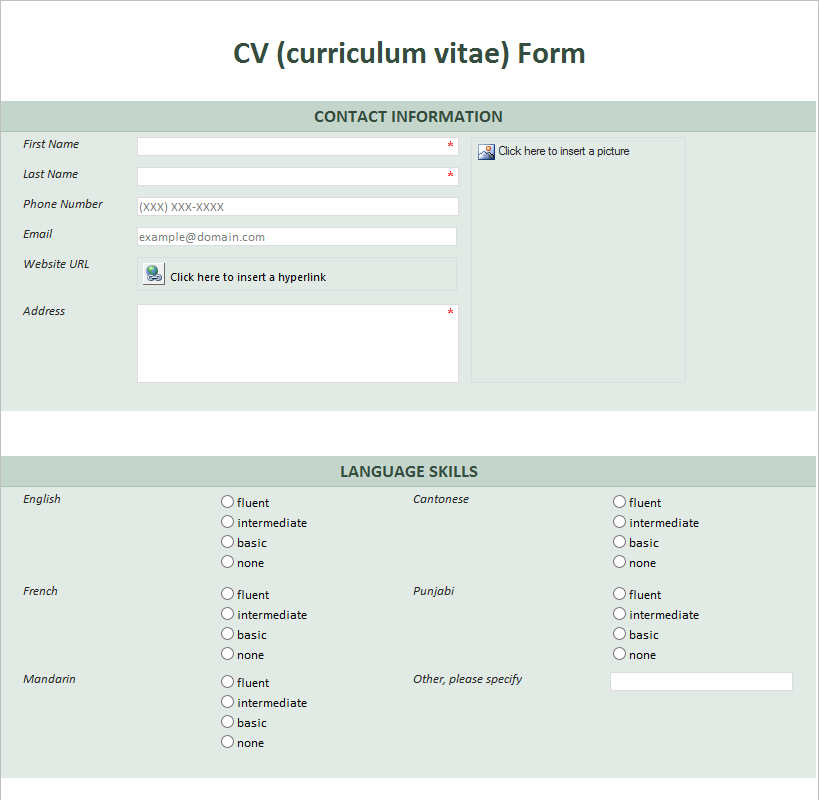 CV (curriculum vitae) Form
CONTACT INFORMATION
First Name *
Click here to insert a picture
Last Name *
Phone Number (XXX) XXX-XXXX
Email example@domain.com
Website URL Click here to insert a hyperlink
Address *
LANGUAGE SKILLS
English
fluent
intermediate
basic
none
Cantonese
fluent
intermediate
basic
none
French
fluent
intermediate
basic
none
Punjabi
fluent
intermediate
basic
none
Mandarin
fluent
intermediate
basic
none
Other, please specify